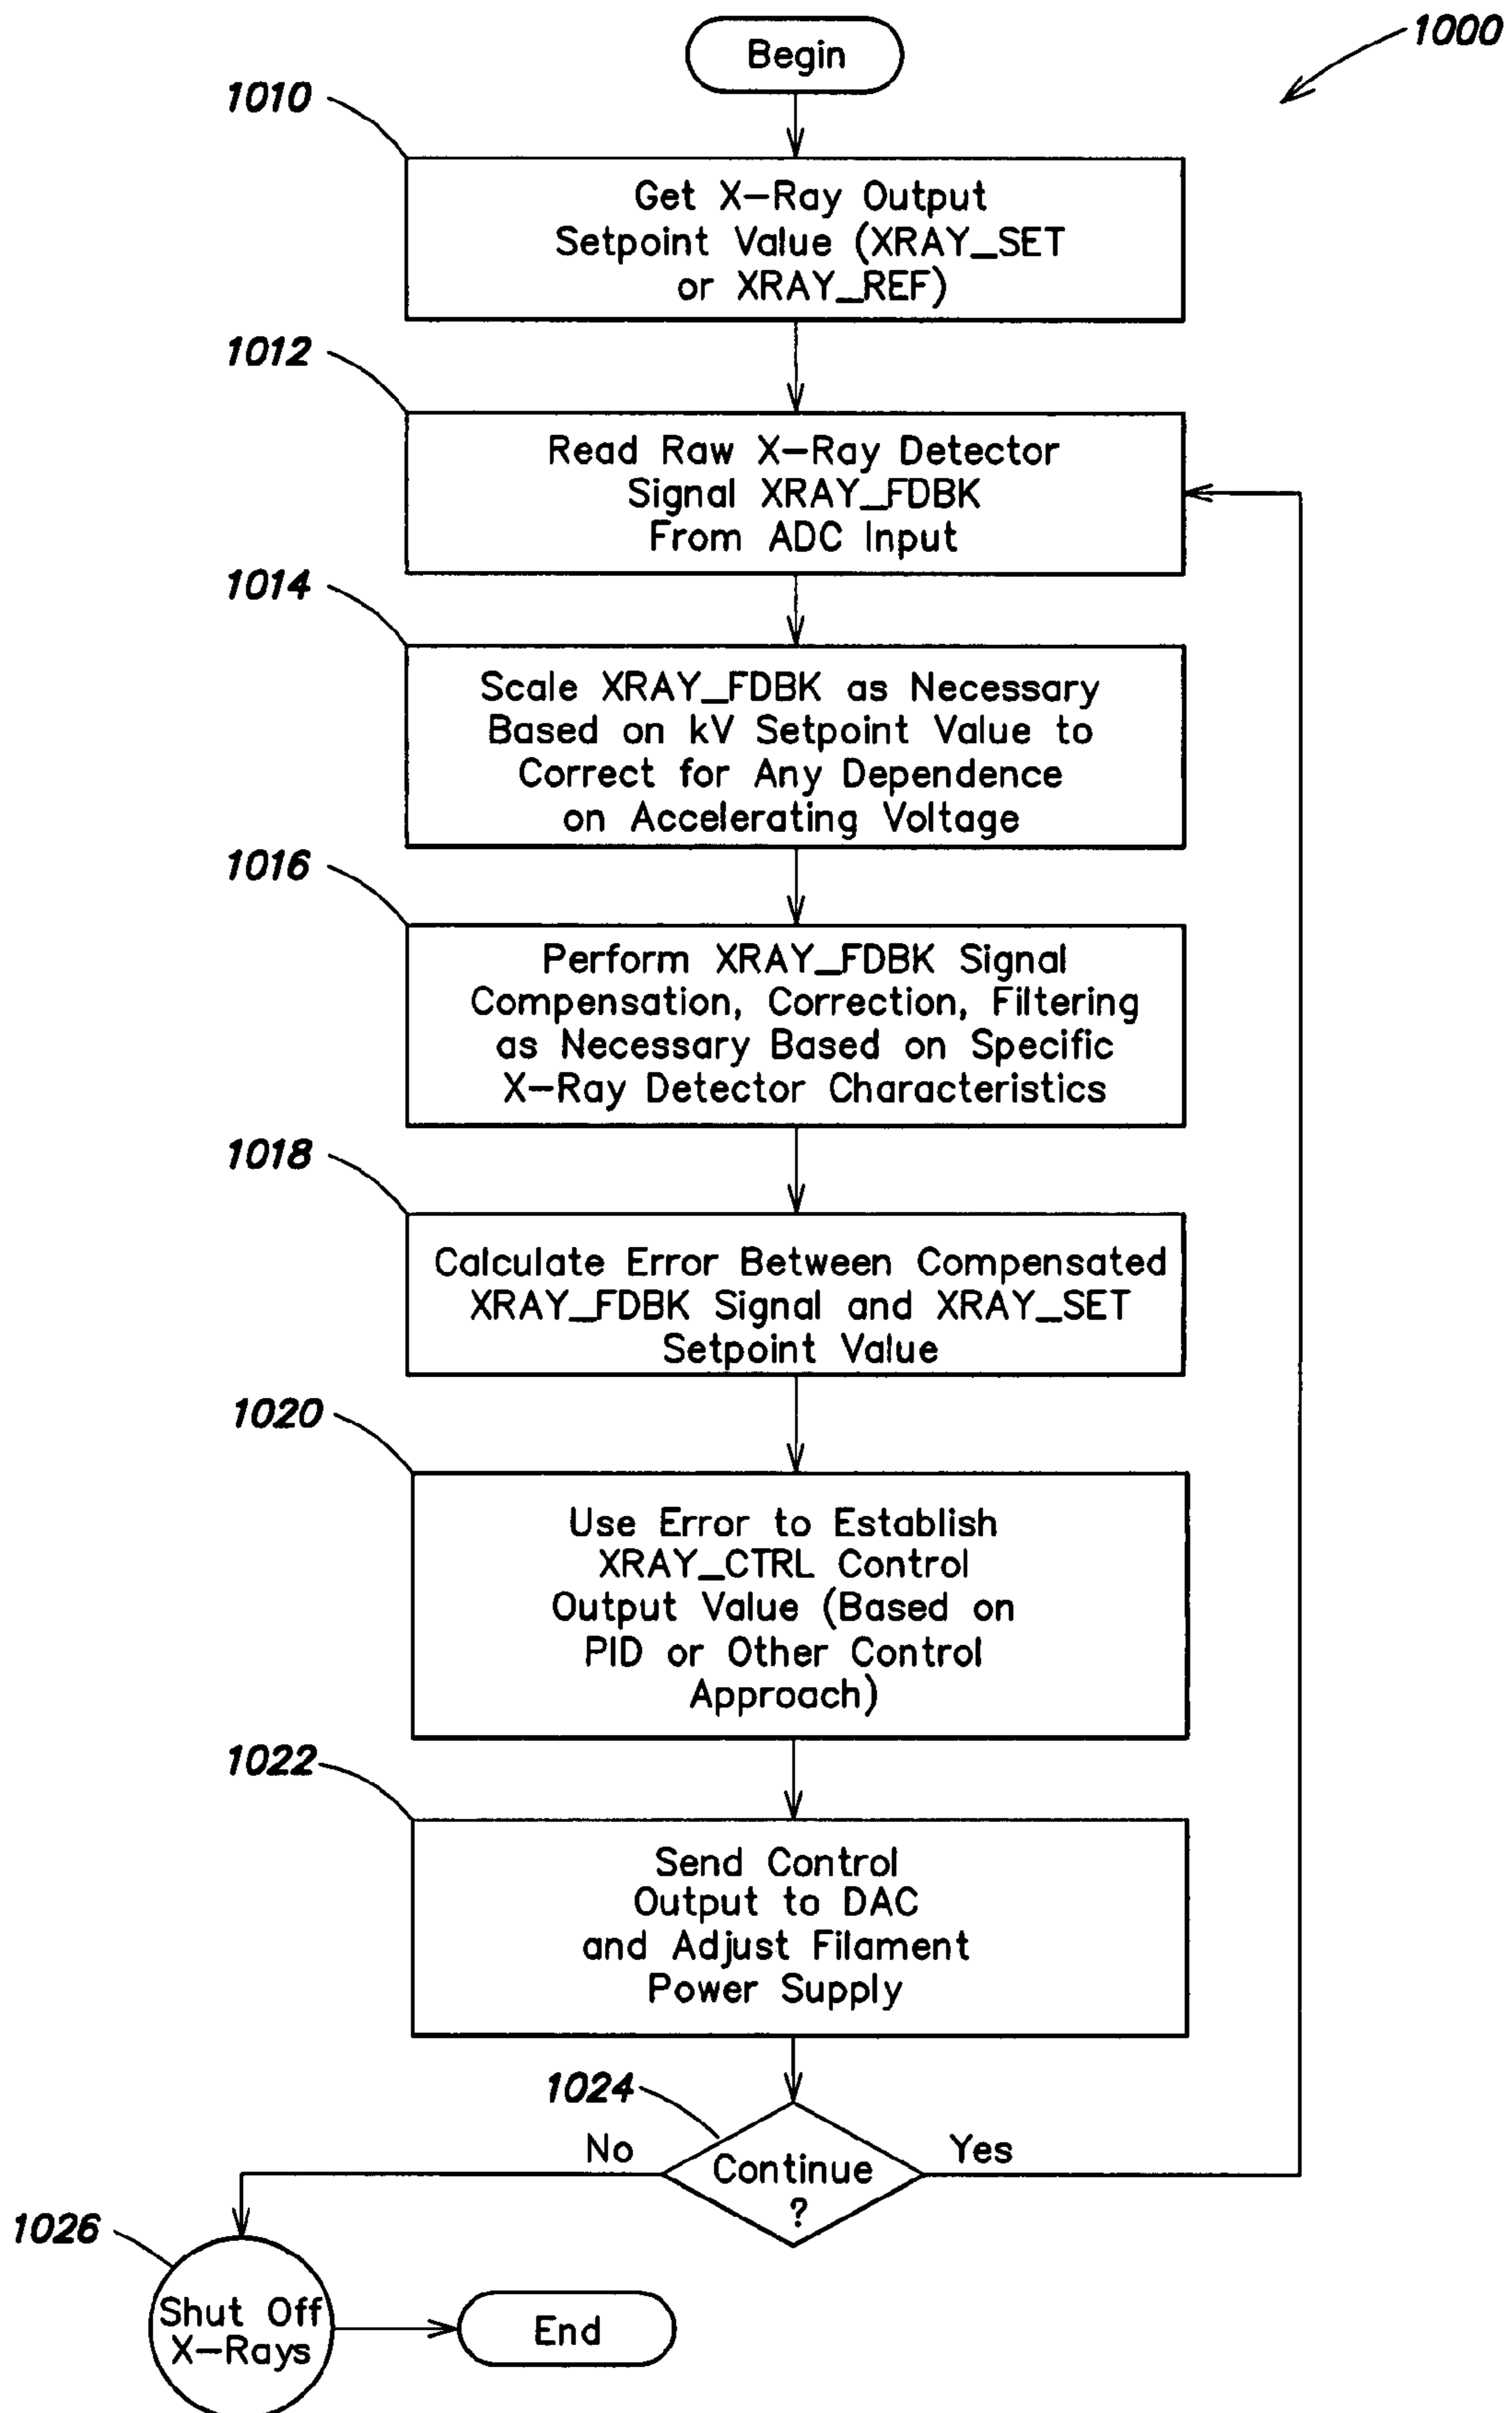 1000
Begin
1010
Get X-Ray Output
Setpoint Value (XRAY_SET
or XRAY_REF)
1012
Read Raw X-Ray Detector
Signal XRAY_FDBK
From ADC Input
1014
Scale XRAY_FDBK as Necessary
Based on kV Setpoint Value to
Correct for Any Dependence
on Accelerating Voltage
1016
Perform XRAY_FDBK Signal
Compensation, Correction, Filtering
as Necessary Based on Specific
X-Ray Detector Characteristics
1018
Calculate Error Between Compensated
XRAY_FDBK Signal and XRAY_SET
Setpoint Value
1020
Use Error to Establish
XRAY_CTRL Control
Output Value (Based on
PID or Other Control
Approach)
1022
Send Control
Output to DAC
and Adjust Filament
Power Supply
1024
No
Continue
?
Yes
1026
Shut Off
X-Rays
End